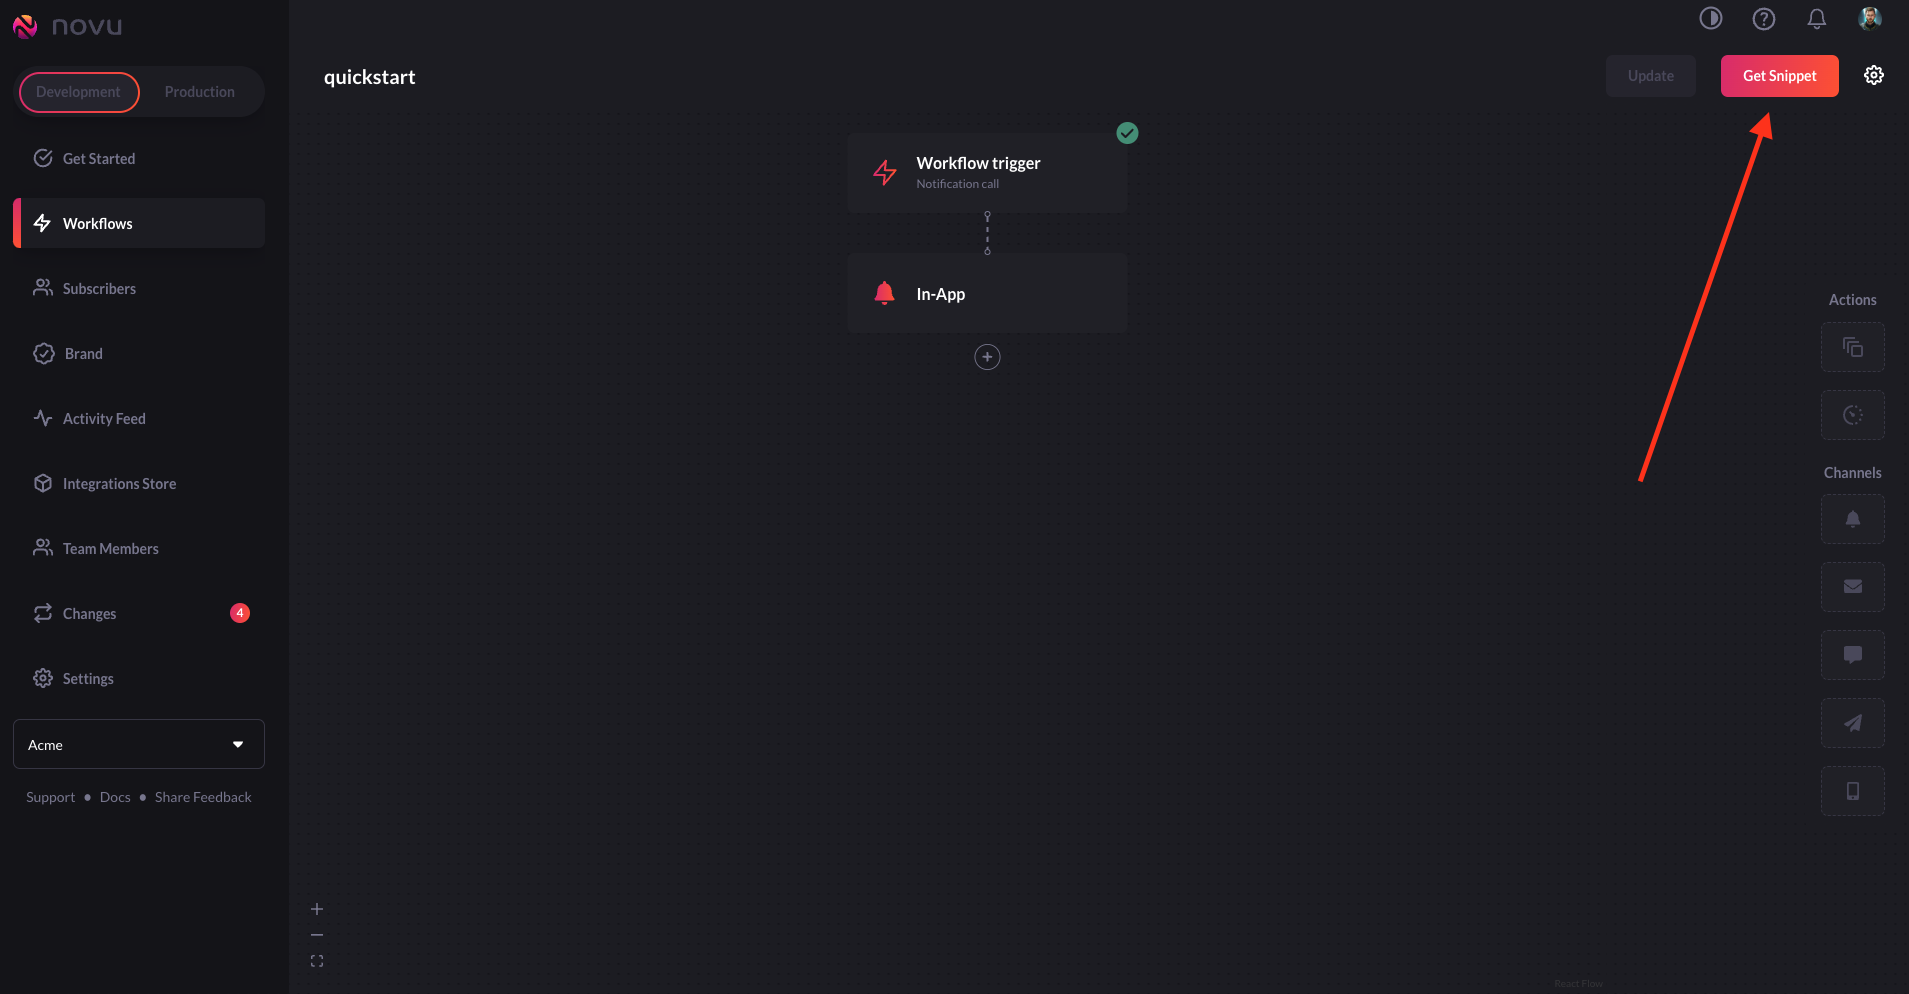 novu
Development
Production
Get Started
Workflows
Subscribers
Brand
Activity Feed
Integrations Store
Team Members
Changes
4
Settings
Acme
Support • Docs • Share Feedback
quickstart
Update
Get Snippet
Workflow trigger
Notification call
In-App
Actions
Channels
React Flow